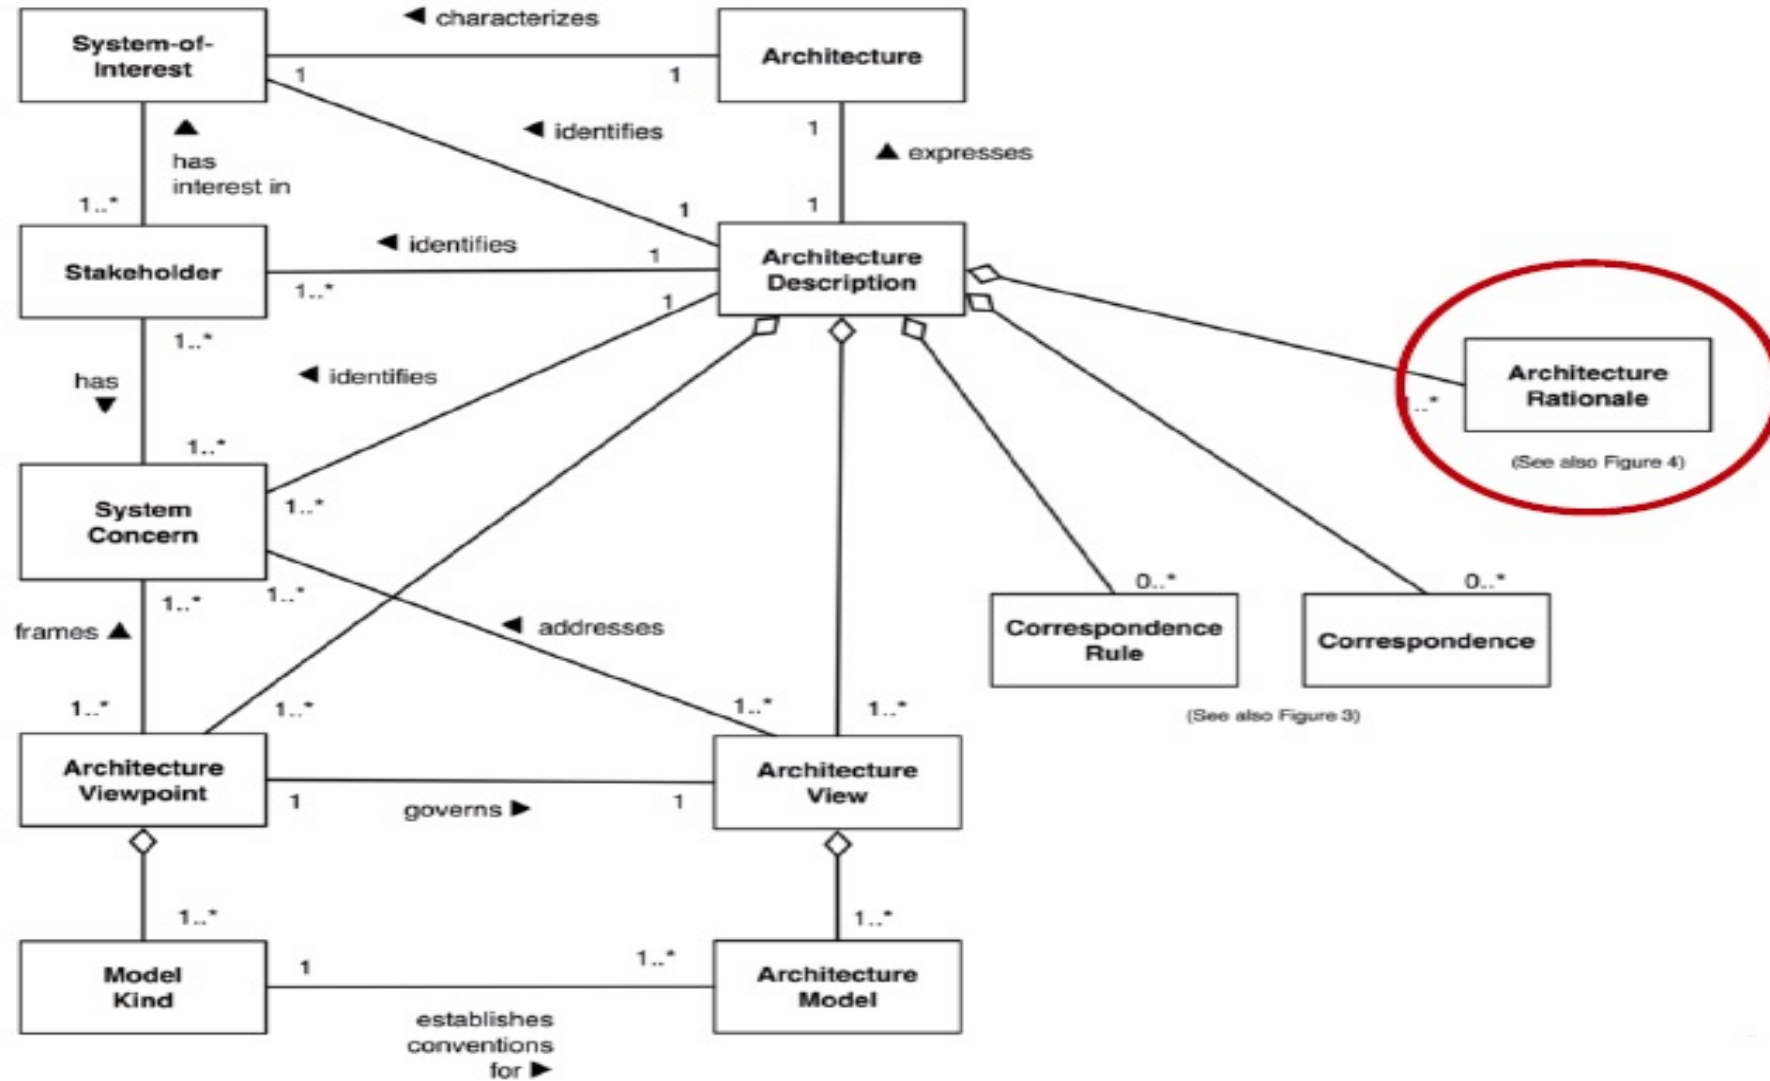 ◄ characterizes
System-of-
Interest
Architecture
1
1
◄ identifies
1
▲ expresses
▲
has
interest in
1..*
1
1
◄ identifies
1
Stakeholder
1..*
Architecture
Description
1
1..*
◄ identifies
has
▼
1..*
System
Concern
1..*
Architecture
Rationale
..*
(See also Figure 4)
1..*
1..*
frames ▲
◄ addresses
0..*
0..*
Correspondence
Rule
Correspondence
(See also Figure 3)
1..*
1..*
1..*
1..*
Architecture
Viewpoint
Architecture
View
1
governs ►
1
1..*
1..*
Model
Kind
1
1..*
Architecture
Model
establishes
conventions
for ►